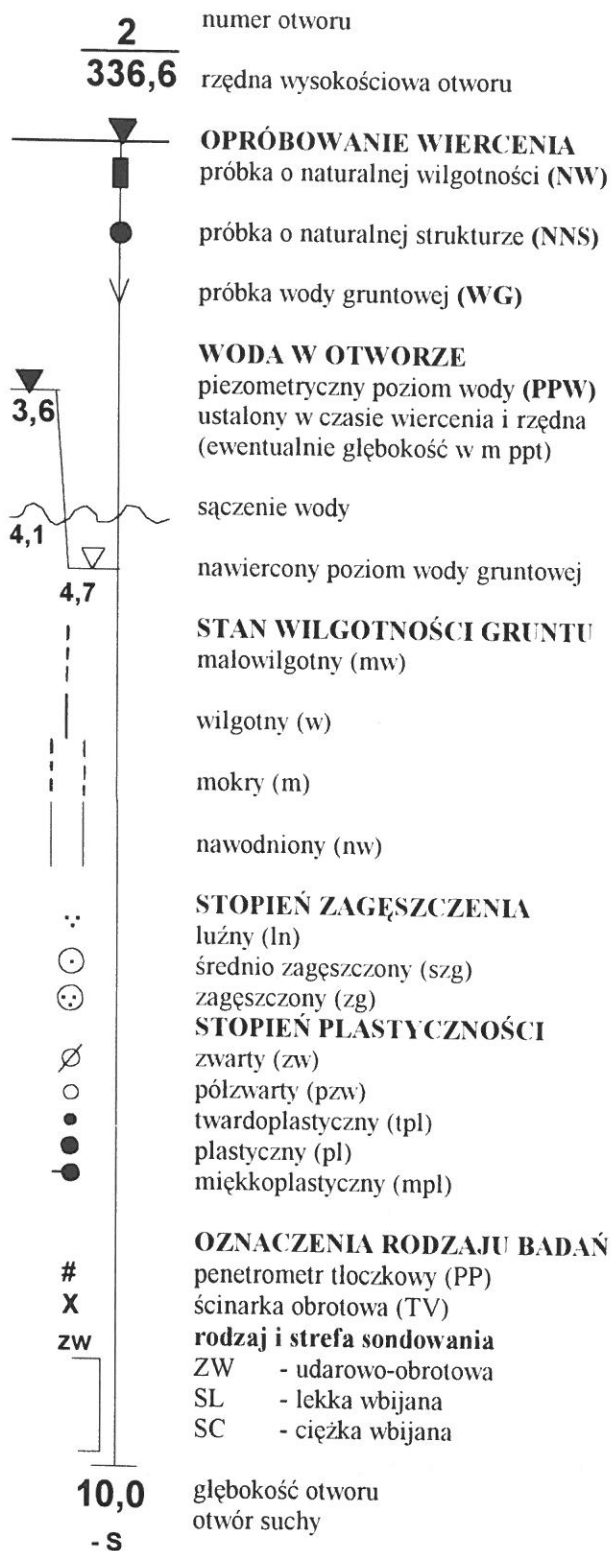 2 numer otworu
336,6 rzędna wysokościowa otworu
OPRÓBOWANIE WIERCENIA
próbka o naturalnej wilgotności (NW)
próbka o naturalnej strukturze (NNS)
próbka wody gruntowej (WG)
WODA W OTWORZE
piezometryczny poziom wody (PPW)
3,6 ustalony w czasie wiercenia i rzędna
(ewentualnie głębokość w m ppt)
sączenie wody
4,1
nawiercony poziom wody gruntowej
4,7
STAN WILGOTNOŚCI GRUNTU
małowilgotny (mw)
wilgotny (w)
mokry (m)
nawodniony (nw)
STOPIEŃ ZAGĘSZCZENIA
luźny (ln)
średnio zagęszczony (szg)
zagęszczony (zg)
STOPIEŃ PLASTYCZNOŚCI
zwarty (zw)
półzwarty (pzw)
twardoplastyczny (tpl)
plastyczny (pl)
miękkoplastyczny (mpl)
OZNACZENIA RODZAJU BADAŃ
# penetrometr tłoczkowy (PP)
X ścinarka obrotowa (TV)
ZW rodzaj i strefa sondowania
ZW - udarowo-obrotowa
SL - lekka wbijana
SC - ciężka wbijana
10,0 głębokość otworu
otwór suchy
- S